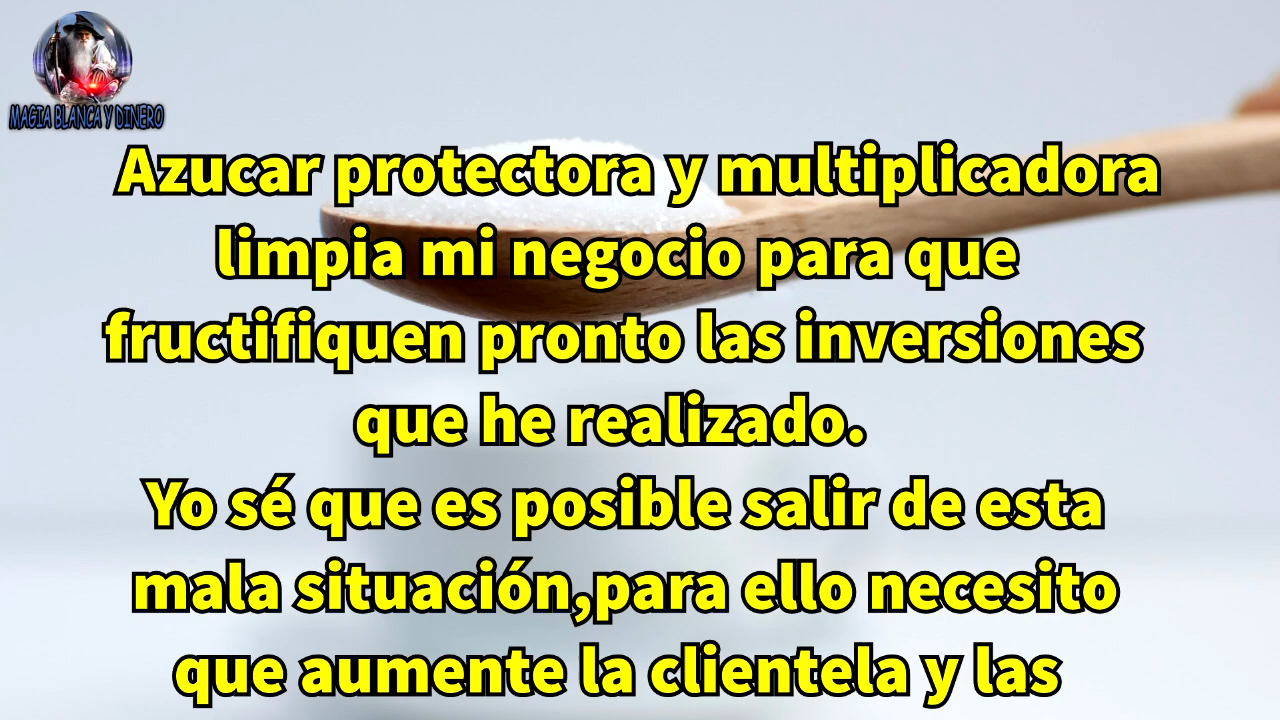 MAGIA BLANCA Y DINERO
Azucar protectora y multiplicadora
limpia mi negocio para que
fructifiquen pronto las inversiones
que he realizado.
Yo sé que es posible salir de esta
mala situación,para ello necesito
que aumente la clientela y las